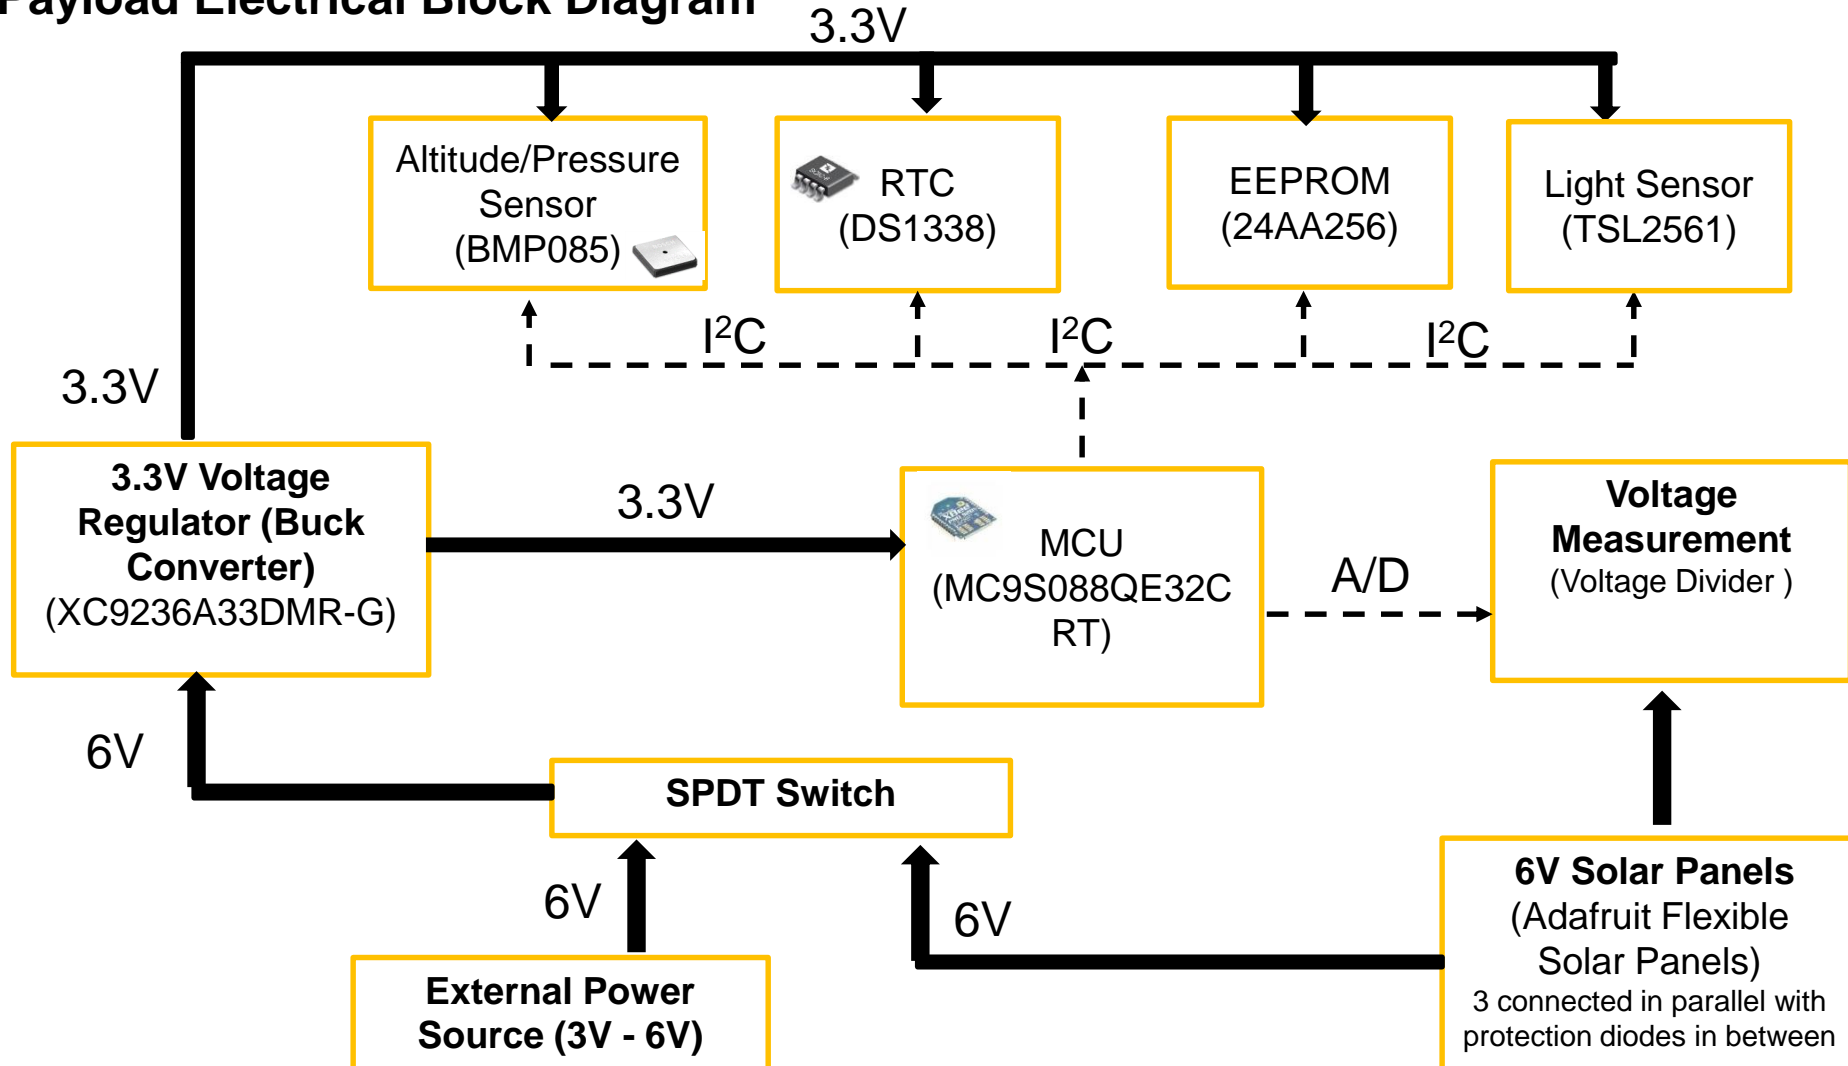 Payload Electrical Block Diagram
3.3V
Altitude/Pressure
Sensor
(BMP085)
RTC
(DS1338)
EEPROM
(24AA256)
Light Sensor
(TSL2561)
I²C
I²C
I²C
3.3V
3.3V Voltage
Regulator (Buck
Converter)
(XC9236A33DMR-G)
3.3V
MCU
(MC9S088QE32C
RT)
A/D
Voltage
Measurement
(Voltage Divider )
6V
SPDT Switch
6V
6V
External Power
Source (3V - 6V)
6V Solar Panels
(Adafruit Flexible
Solar Panels)
3 connected in parallel with
protection diodes in between